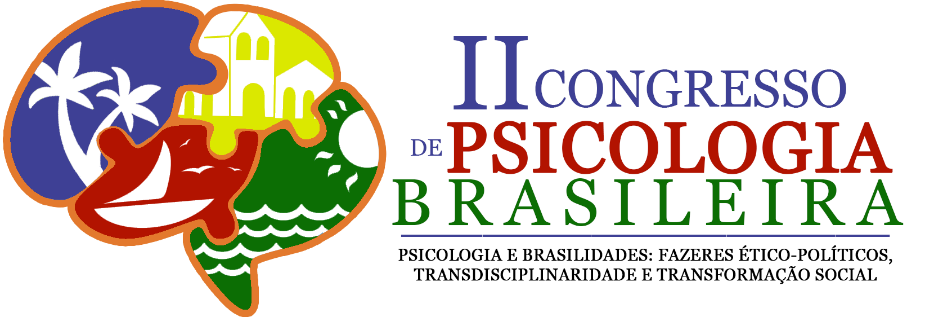 II CONGRESSO
DE PSICOLOGIA
BRASILEIRA
PSICOLOGIA E BRASILIDADES: FAZERES ÉTICO-POLÍTICOS,
TRANSDISCIPLINARIDADE E TRANSFORMAÇÃO SOCIAL